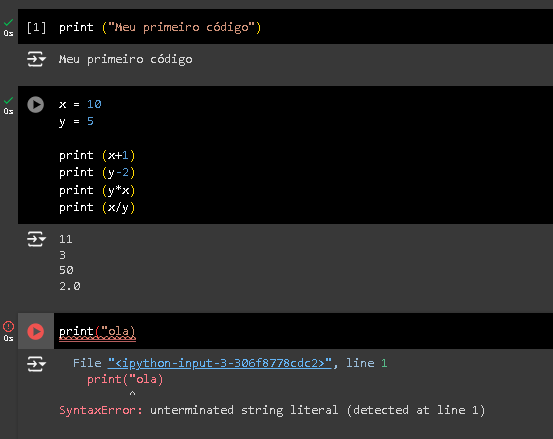 [1] print ("Meu primeiro código")
0s
Meu primeiro código
x = 10
0s
y = 5
print (x+1)
print (y-2)
print (y*x)
print (x/y)
11
3
50
2.0
print("ola)
0s
File "<ipython-input-3-306f8778cdc2>", line 1
print("ola)
^
SyntaxError: unterminated string literal (detected at line 1)